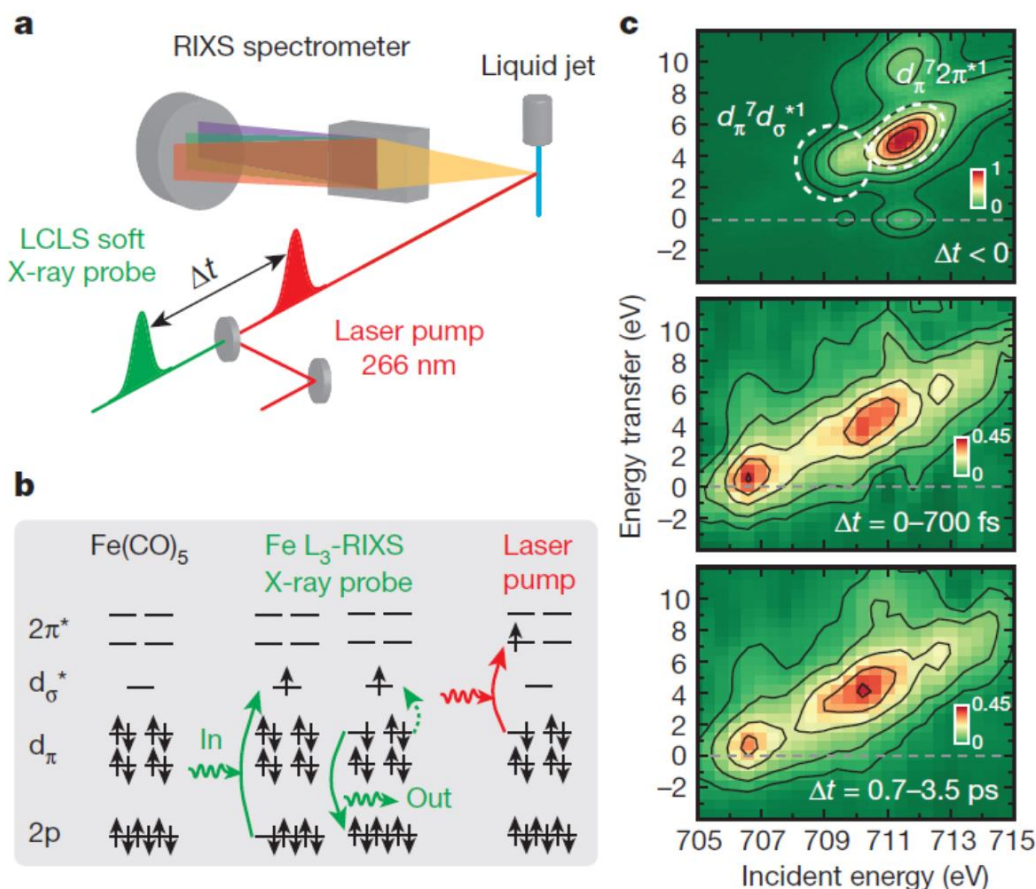 a
RIXS spectrometer
Liquid jet
LCLS soft
X-ray probe
Δt
Laser pump
266 nm
b
Fe(CO)₅
Fe L₃-RIXS
X-ray probe
Laser
pump
2π*
dσ*
dπ
2p
In
Out
c
Energy transfer (eV)
10
8
6
4
2
0
−2
dπ⁷2π*¹
dπ⁷dσ*¹
1
0
Δt < 0
10
8
6
4
2
0
−2
0.45
0
Δt = 0–700 fs
10
8
6
4
2
0
−2
0.45
0
Δt = 0.7–3.5 ps
705 707 709 711 713 715
Incident energy (eV)